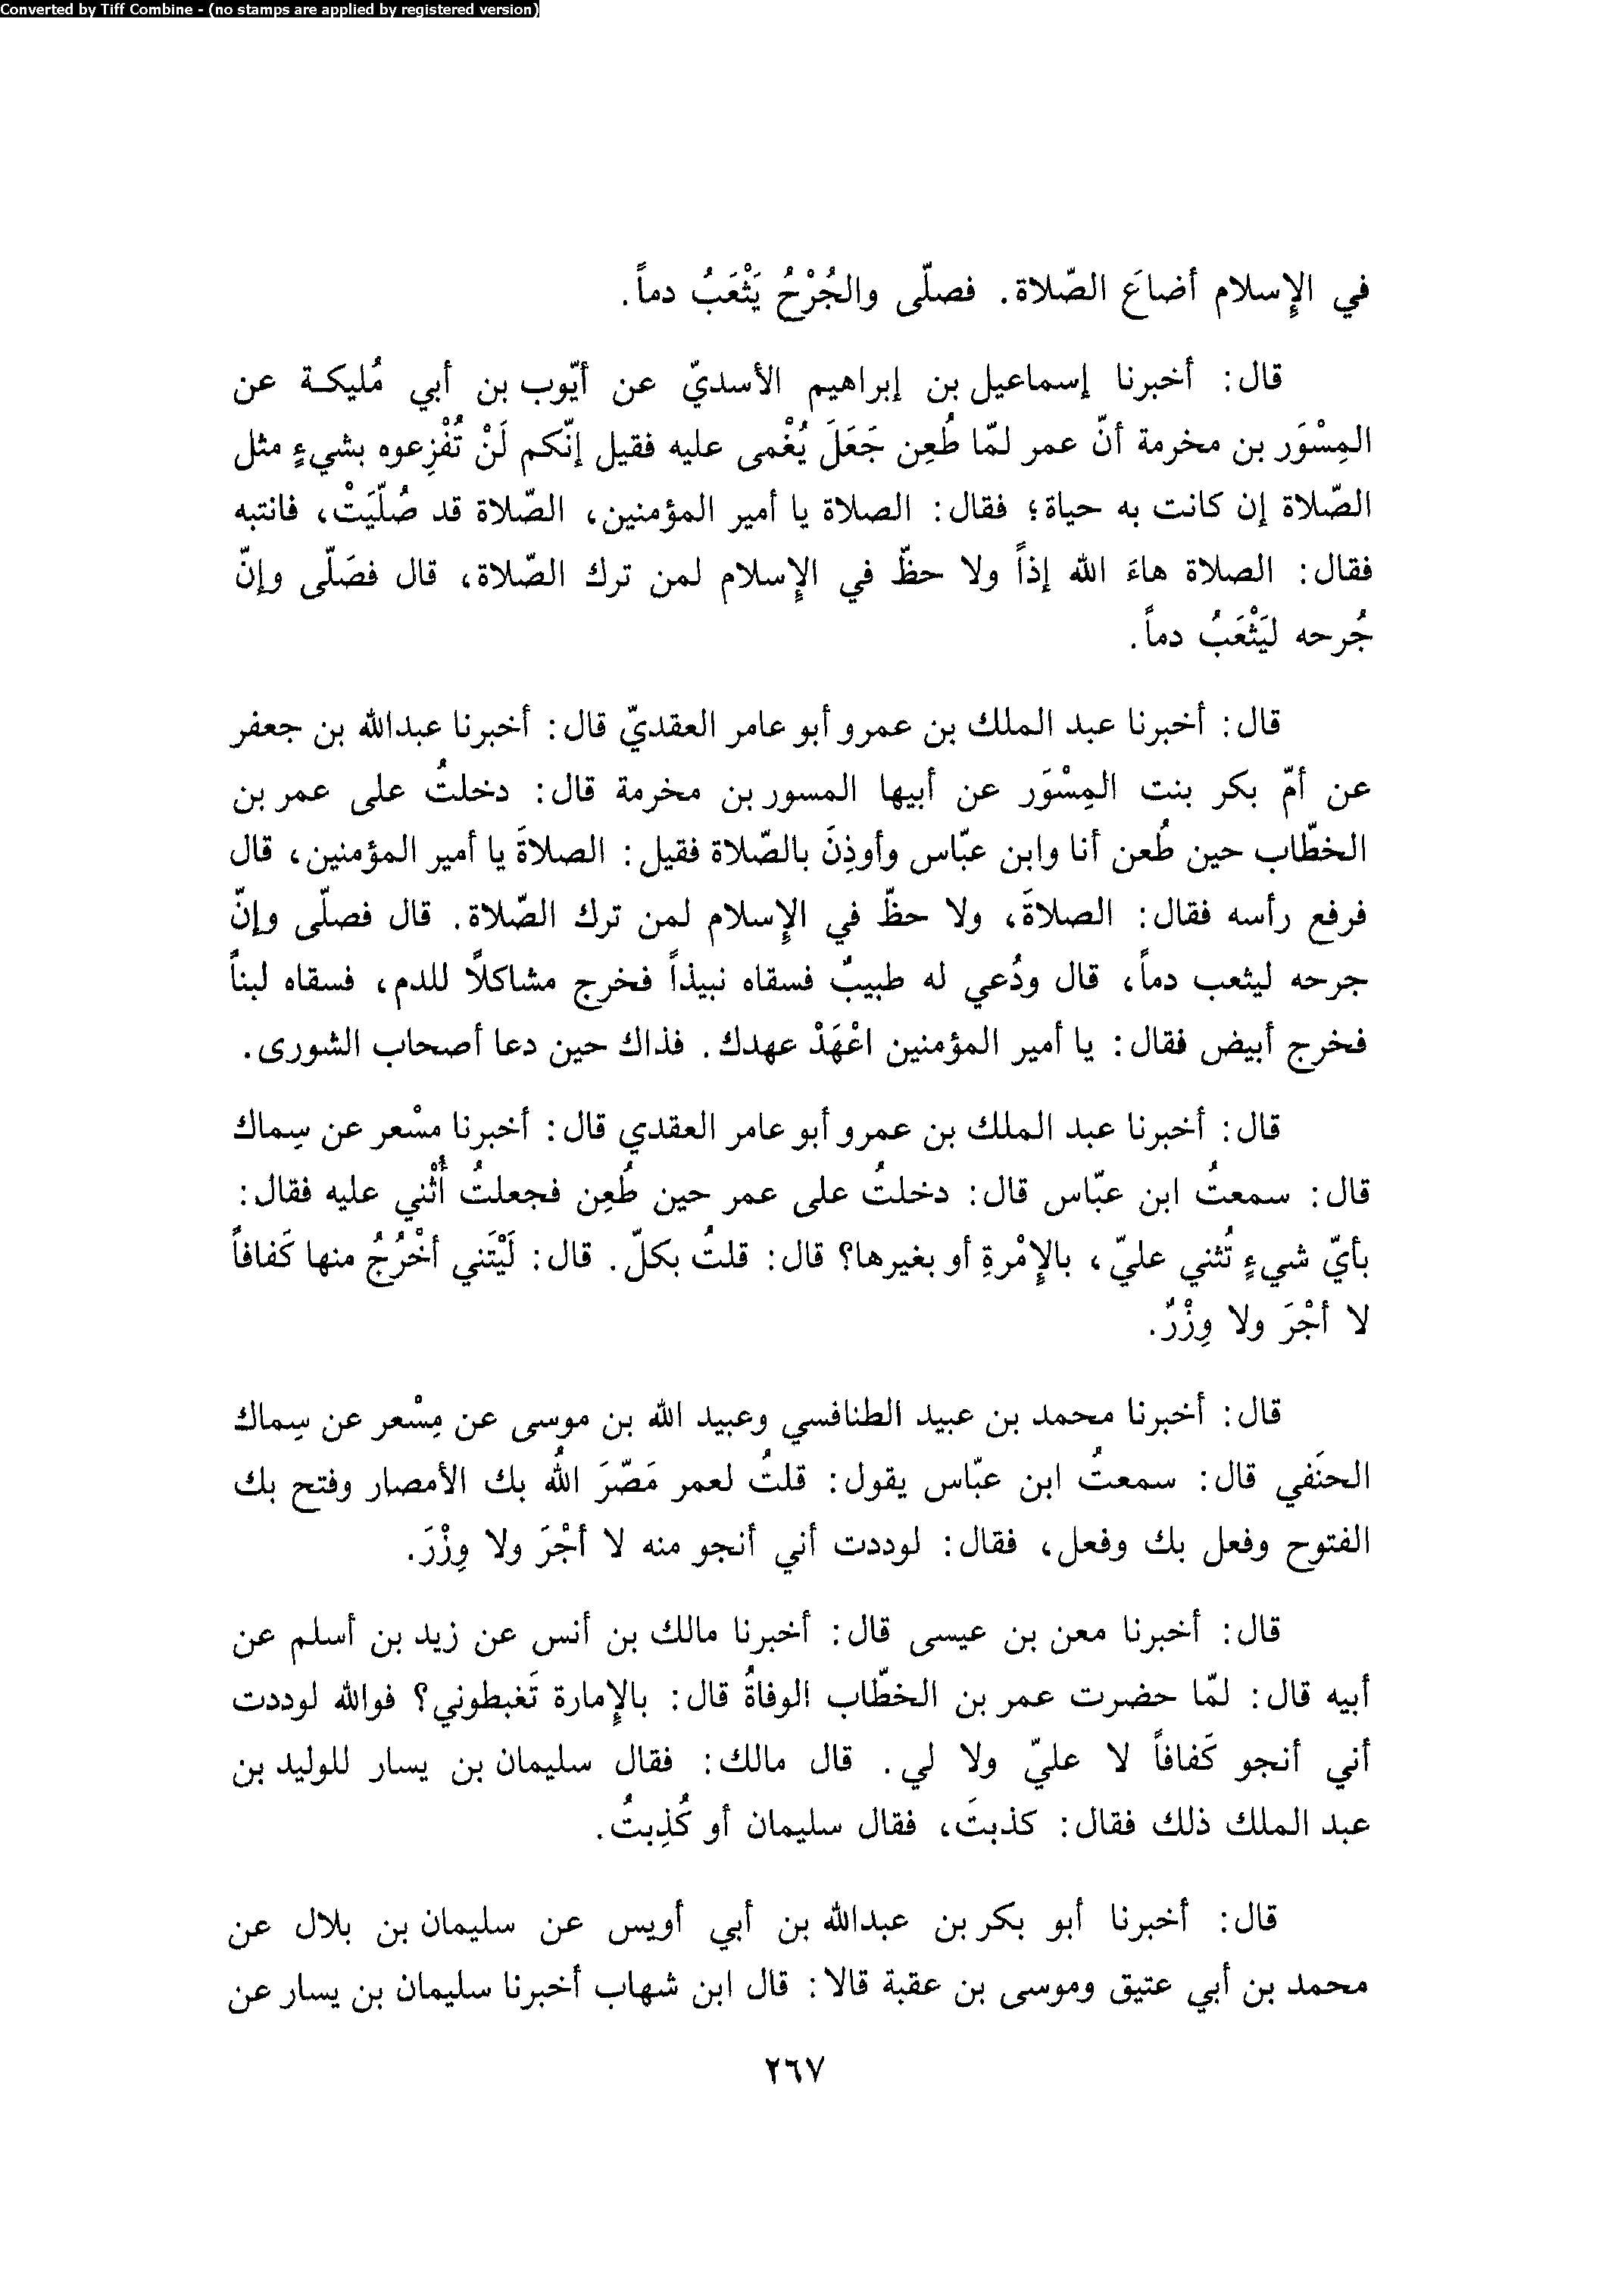 Converted by Tiff Combine - (no stamps are applied by registered version)
في الإِسلام أضاعَ الصّلاة. فصلّى والجُرْحُ يَثْعَبُ دماً.
قال: أخبرنا إسماعيل بن إبراهيم الأسديّ عن أيّوب بن أبي مُليكـة عن
المِسْوَر بن مخرمة أنّ عمر لمّا طُعِن جَعَلَ يُغْمى عليه فقيل إنّكم لَنْ تُفْزِعوه بشيءٍ مثل
الصّلاة إن كانت به حياة؛ فقال: الصلاة يا أمير المؤمنين، الصّلاة قد صُلّيَتْ، فانتبه
فقال: الصلاة هاءَ الله إذاً ولا حظّ في الإِسلام لمن ترك الصّلاة، قال فصَلّى وإنّ
جُرحه ليَثْعَبُ دماً.
قال: أخبرنا عبد الملك بن عمرو أبو عامر العقديّ قال: أخبرنا عبدالله بن جعفر
عن أمّ بكر بنت المِسْوَر عن أبيها المسور بن مخرمة قال: دخلتُ على عمر بن
الخطّاب حين طُعن أنا وابن عبّاس وأوذِنَ بالصّلاة فقيل: الصلاةَ يا أمير المؤمنين، قال
فرفع رأسه فقال: الصلاةَ، ولا حظّ في الإِسلام لمن ترك الصّلاة. قال فصلّى وإنّ
جرحه ليثعب دماً، قال ودُعي له طبيبٌ فسقاه نبيذاً فخرج مشاكلاً للدم، فسقاه لبناً
فخرج أبيض فقال: يا أمير المؤمنين اعْهَدْ عهدك. فذاك حين دعا أصحاب الشورى.
قال: أخبرنا عبد الملك بن عمرو أبو عامر العقدي قال: أخبرنا مسْعر عن سِماك
قال: سمعتُ ابن عبّاس قال: دخلتُ على عمر حين طُعِن فجعلتُ أُثْني عليه فقال:
بأيّ شيءٍ تُثني عليّ، بالإِمْرةِ أو بغيرها؟ قال: قلتُ بكلّ. قال: لَيْتَني أخْرُجُ منها كَفافاً
لا أجْرَ ولا وِزْرٌ.
قال: أخبرنا محمد بن عبيد الطنافسي وعبيد الله بن موسى عن مِسْعر عن سِماك
الحنَفي قال: سمعتُ ابن عبّاس يقول: قلتُ لعمر مَصّرَ اللهُ بك الأمصار وفتح بك
الفتوح وفعل بك وفعل، فقال: لوددت أني أنجو منه لا أجْرَ ولا وِزْرَ.
قال: أخبرنا معن بن عيسى قال: أخبرنا مالك بن أنس عن زيد بن أسلم عن
أبيه قال: لمّا حضرت عمر بن الخطّاب الوفاةُ قال: بالإِمارة تَغبطوني؟ فوالله لوددت
أني أنجو كَفافاً لا عليّ ولا لي. قال مالك: فقال سليمان بن يسار للوليد بن
عبد الملك ذلك فقال: كذبتَ، فقال سليمان أو كُذِبتُ.
قال: أخبرنا أبو بكر بن عبدالله بن أبي أويس عن سليمان بن بلال عن
محمد بن أبي عتيق وموسى بن عقبة قالا: قال ابن شهاب أخبرنا سليمان بن يسار عن
٢٦٧